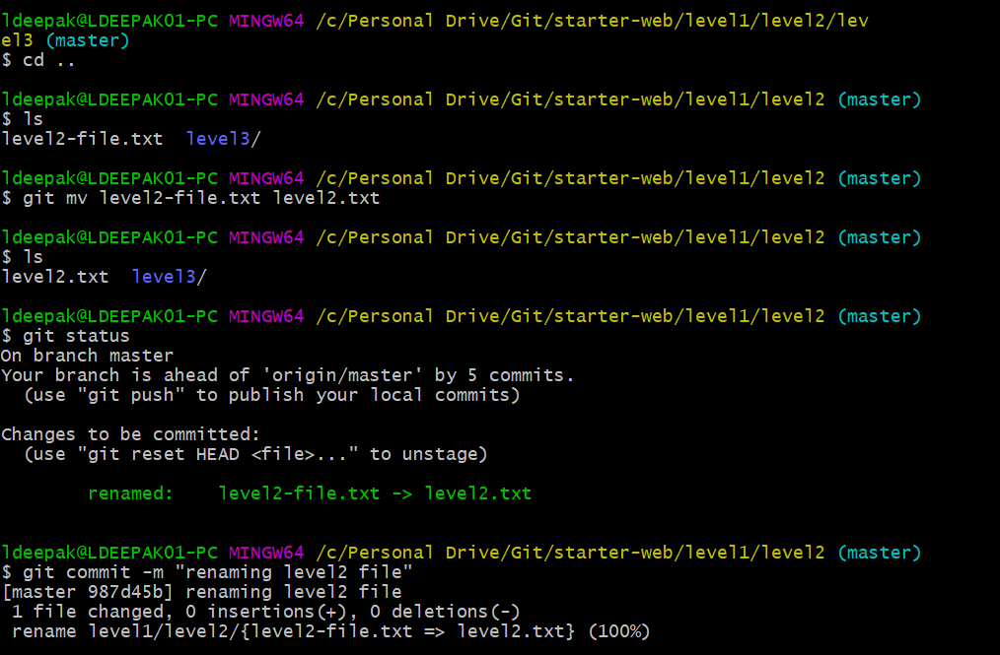 ldeepak@LDEEPAK01-PC MINGW64 /c/Personal Drive/Git/starter-web/level1/level2/lev
el3 (master)
$ cd ..
ldeepak@LDEEPAK01-PC MINGW64 /c/Personal Drive/Git/starter-web/level1/level2 (master)
$ ls
level2-file.txt  level3/
ldeepak@LDEEPAK01-PC MINGW64 /c/Personal Drive/Git/starter-web/level1/level2 (master)
$ git mv level2-file.txt level2.txt
ldeepak@LDEEPAK01-PC MINGW64 /c/Personal Drive/Git/starter-web/level1/level2 (master)
$ ls
level2.txt  level3/
ldeepak@LDEEPAK01-PC MINGW64 /c/Personal Drive/Git/starter-web/level1/level2 (master)
$ git status
On branch master
Your branch is ahead of 'origin/master' by 5 commits.
  (use "git push" to publish your local commits)
Changes to be committed:
  (use "git reset HEAD <file>..." to unstage)
        renamed:    level2-file.txt -> level2.txt
ldeepak@LDEEPAK01-PC MINGW64 /c/Personal Drive/Git/starter-web/level1/level2 (master)
$ git commit -m "renaming level2 file"
[master 987d45b] renaming level2 file
 1 file changed, 0 insertions(+), 0 deletions(-)
 rename level1/level2/{level2-file.txt => level2.txt} (100%)